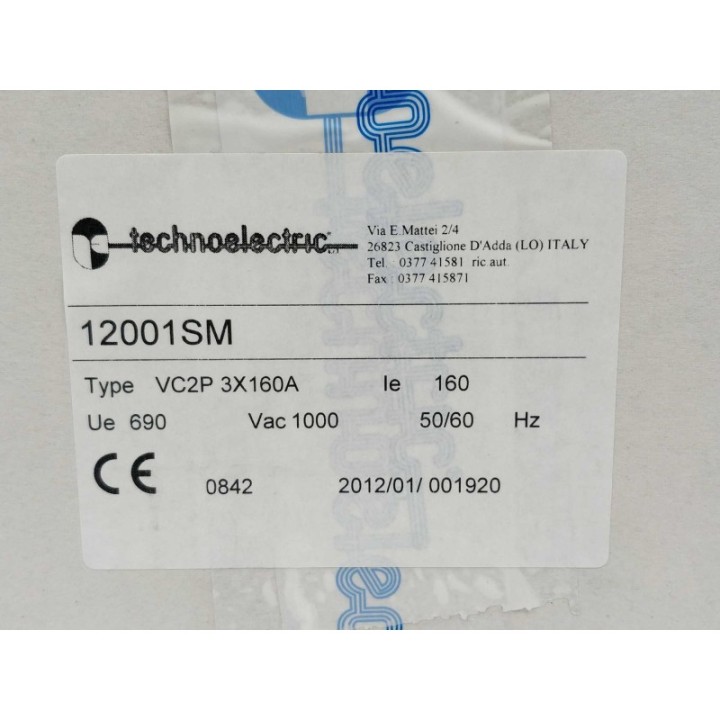 technoelectric
Via E.Mattei 2/4
26823 Castiglione D'Adda (LO) ITALY
Tel : 0377 41581 ric aut.
Fax : 0377 415871
12001SM
Type VC2P 3X160A Ie 160
Ue 690 Vac 1000 50/60 Hz
CE 0842 2012/01/ 001920